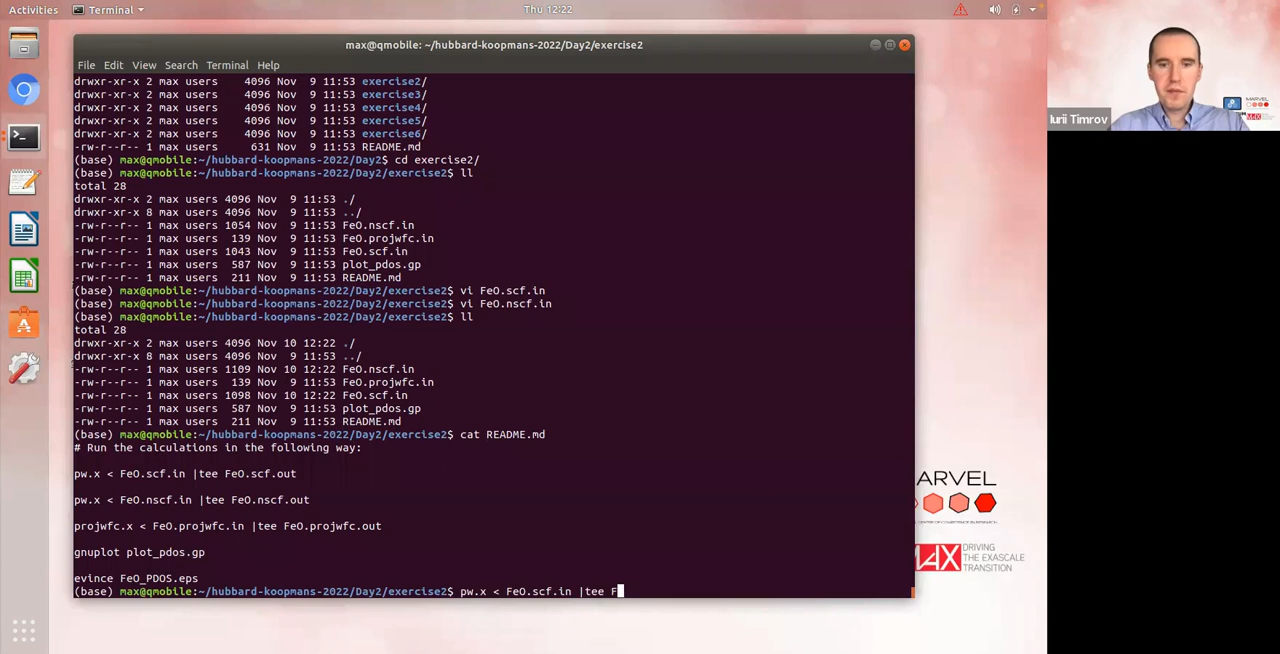 Activities
Terminal
Thu 12:22
max@qmobile: ~/hubbard-koopmans-2022/Day2/exercise2
File Edit View Search Terminal Help
drwxr-xr-x 2 max users 4096 Nov 9 11:53 exercise2/
drwxr-xr-x 2 max users 4096 Nov 9 11:53 exercise3/
drwxr-xr-x 2 max users 4096 Nov 9 11:53 exercise4/
drwxr-xr-x 2 max users 4096 Nov 9 11:53 exercise5/
drwxr-xr-x 2 max users 4096 Nov 9 11:53 exercise6/
-rw-r--r-- 1 max users 631 Nov 9 11:53 README.md
(base) max@qmobile:~/hubbard-koopmans-2022/Day2$ cd exercise2/
(base) max@qmobile:~/hubbard-koopmans-2022/Day2/exercise2$ ll
total 28
drwxr-xr-x 2 max users 4096 Nov 9 11:53 ./
drwxr-xr-x 8 max users 4096 Nov 9 11:53 ../
-rw-r--r-- 1 max users 1054 Nov 9 11:53 FeO.nscf.in
-rw-r--r-- 1 max users 139 Nov 9 11:53 FeO.projwfc.in
-rw-r--r-- 1 max users 1043 Nov 9 11:53 FeO.scf.in
-rw-r--r-- 1 max users 587 Nov 9 11:53 plot_pdos.gp
-rw-r--r-- 1 max users 211 Nov 9 11:53 README.md
(base) max@qmobile:~/hubbard-koopmans-2022/Day2/exercise2$ vi FeO.scf.in
(base) max@qmobile:~/hubbard-koopmans-2022/Day2/exercise2$ vi FeO.nscf.in
(base) max@qmobile:~/hubbard-koopmans-2022/Day2/exercise2$ ll
total 28
drwxr-xr-x 2 max users 4096 Nov 10 12:22 ./
drwxr-xr-x 8 max users 4096 Nov 9 11:53 ../
-rw-r--r-- 1 max users 1109 Nov 10 12:22 FeO.nscf.in
-rw-r--r-- 1 max users 139 Nov 9 11:53 FeO.projwfc.in
-rw-r--r-- 1 max users 1098 Nov 10 12:22 FeO.scf.in
-rw-r--r-- 1 max users 587 Nov 9 11:53 plot_pdos.gp
-rw-r--r-- 1 max users 211 Nov 9 11:53 README.md
(base) max@qmobile:~/hubbard-koopmans-2022/Day2/exercise2$ cat README.md
# Run the calculations in the following way:
pw.x < FeO.scf.in |tee FeO.scf.out
pw.x < FeO.nscf.in |tee FeO.nscf.out
projwfc.x < FeO.projwfc.in |tee FeO.projwfc.out
gnuplot plot_pdos.gp
evince FeO_PDOS.eps
(base) max@qmobile:~/hubbard-koopmans-2022/Day2/exercise2$ pw.x < FeO.scf.in |tee F
Iurii Timrov
MARVEL
ARVEL
MAX
DRIVING
THE EXASCALE
TRANSITION